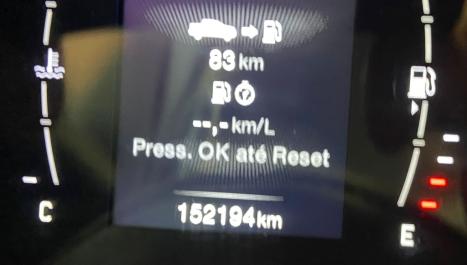 83 km
--,- km/L
Press. OK até Reset
152194km
C
E